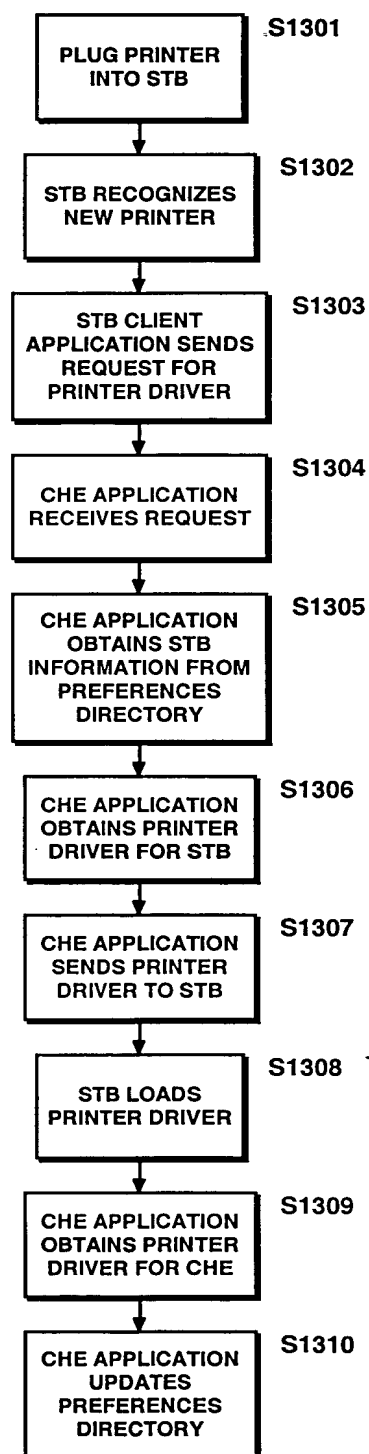 S1301
PLUG PRINTER
INTO STB
S1302
STB RECOGNIZES
NEW PRINTER
S1303
STB CLIENT
APPLICATION SENDS
REQUEST FOR
PRINTER DRIVER
S1304
CHE APPLICATION
RECEIVES REQUEST
S1305
CHE APPLICATION
OBTAINS STB
INFORMATION FROM
PREFERENCES
DIRECTORY
S1306
CHE APPLICATION
OBTAINS PRINTER
DRIVER FOR STB
S1307
CHE APPLICATION
SENDS PRINTER
DRIVER TO STB
S1308
STB LOADS
PRINTER DRIVER
S1309
CHE APPLICATION
OBTAINS PRINTER
DRIVER FOR CHE
S1310
CHE APPLICATION
UPDATES
PREFERENCES
DIRECTORY